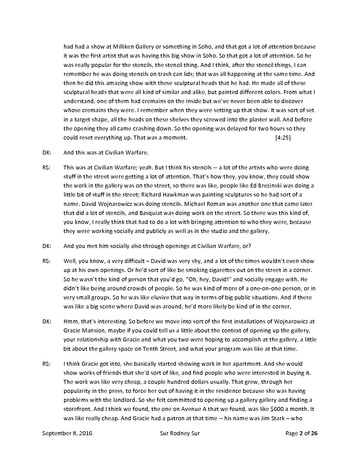 had had a show at Milliken Gallery or something in Soho, and that got a lot of attention because
it was the first artist that was having this big show in Soho. So that got a lot of attention. So he
was really popular for the stencils, the stencil thing. And I think, after the stencil things, I can
remember he was doing stencils on trash can lids; that was all happening at the same time. And
then he did this amazing show with these sculptural heads that he had. He made all of these
sculptural heads that were all kind of similar and alike, but painted different colors. From what I
understand, one of them had cremains on the inside but we've never been able to discover
whose cremains they were. I remember when they were setting up that show. It was sort of set
in a target shape, all the heads on these shelves they screwed into the plaster wall. And before
the opening they all came crashing down. So the opening was delayed for two hours so they
could reset everything up. [4:25]
DK: And this was at Civilian Warfare.
RS: This was at Civilian Warfare; yeah. But I think his stencils -- a lot of the artists who were doing
stuff in the street were getting a lot of attention. That's how they, you know, they could show
the work in the gallery was on the street, so there was like, people like Ed Brezinski was doing a
little bit of stuff in the street; Richard Hawkman was painting sculptures so he had sort of a
name. David Wojnarowicz was doing stencils. Michael Roman was another one that came later
that did a lot of stencils, and Basquiat was doing work on the street. So there was this kind of,
you know, I really think that had to do a lot with bringing attention to who they were, because
they were working socially and publicly as well as in the studio and the gallery.
DK: And you met him socially also through openings at Civilian Warfare, or?
RS: Well, you know, a very difficult – David was very shy, and a lot of the times wouldn't even show
up at his own openings. Or he'd sort of like be smoking cigarettes out on the street in a corner.
So he wasn't the kind of person that you'd go, "Oh, hey, David!" and socially engage with. He
didn't like being around crowds of people. So he was kind of more of a one-on-one person, or in
very small groups. So he was like elusive that way in terms of big public situations. And if there
was like a big scene where David was around, he'd more likely be kind of in the corner.
DK: Hmm, that's interesting. So before we move into sort of the first installations of Wojnarowicz at
Gracie Mansion, maybe if you could tell us a little about the context of opening up the gallery,
your relationship with Gracie and what you two were hoping to accomplish at the gallery, a little
bit about the gallery space on Tenth Street, and what your program was like at that time.
RS: I think Gracie got into, she basically started showing work in her apartment. And she would
show works of friends that she'd sort of like, and find people who were interested in buying it.
The work was like very cheap, a couple hundred dollars usually. That grew, through her
popularity in the press, to force her out of having it in the residence because she was having
problems with the landlord. So she felt committed to opening up a gallery gallery and finding a
storefront. And I think we found, the one on Avenue A that we found, was like $600 a month. It
was like really cheap. And Gracie had a patron at that time -- his name was Jim Stark – who
September 8, 2016 Sur Rodney Sur Page 2 of 26